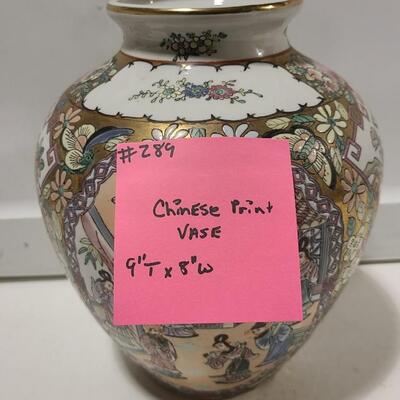 #289
Chinese Print
VASE
9"T x 8"W